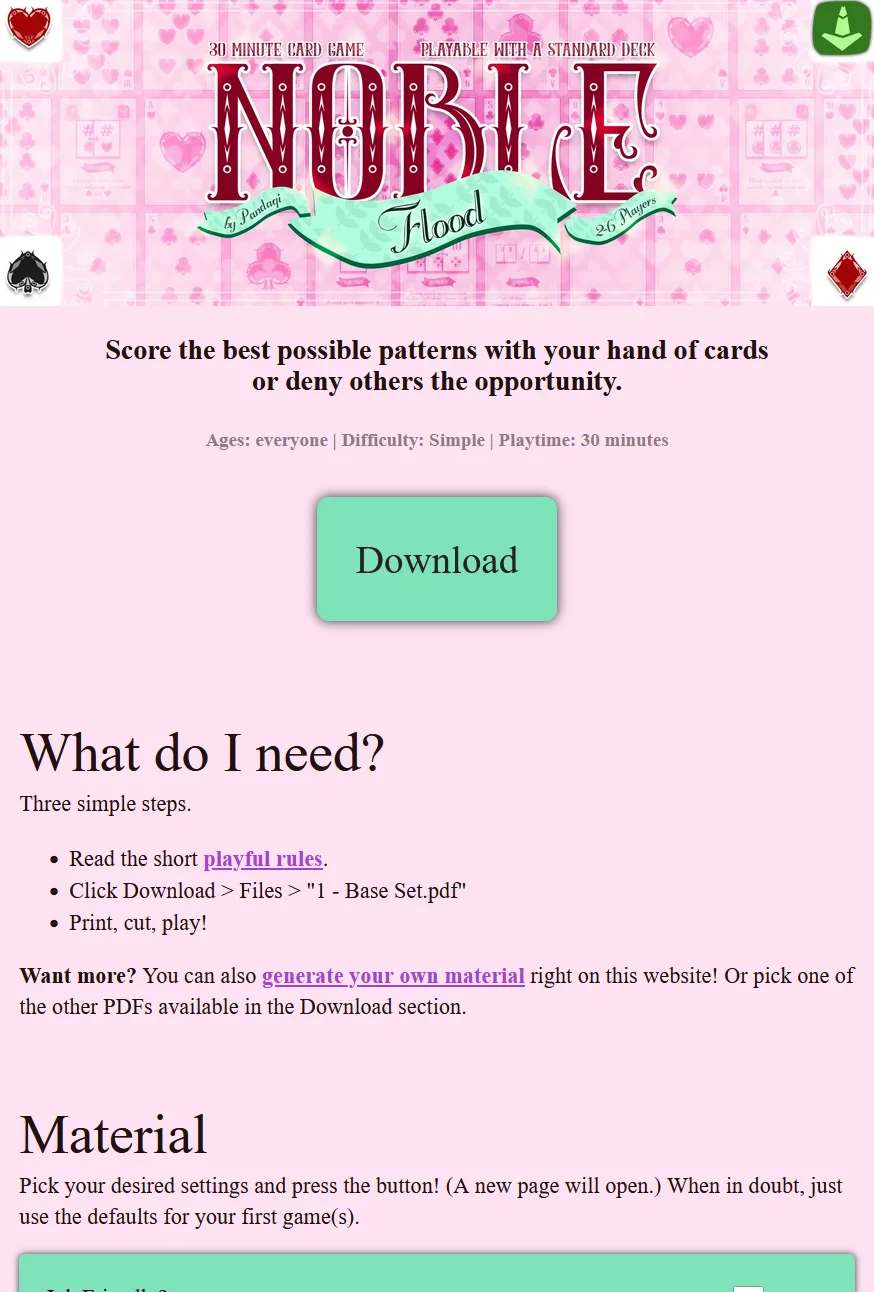 30 MINUTE CARD GAME PLAYABLE WITH A STANDARD DECK
NOBLE
by Pandaqi
Flood
2-6 Players
Score the best possible patterns with your hand of cards
or deny others the opportunity.
Ages: everyone | Difficulty: Simple | Playtime: 30 minutes
Download
What do I need?
Three simple steps.
• Read the short playful rules.
• Click Download > Files > "1 - Base Set.pdf"
• Print, cut, play!
Want more? You can also generate your own material right on this website! Or pick one of
the other PDFs available in the Download section.
Material
Pick your desired settings and press the button! (A new page will open.) When in doubt, just
use the defaults for your first game(s).